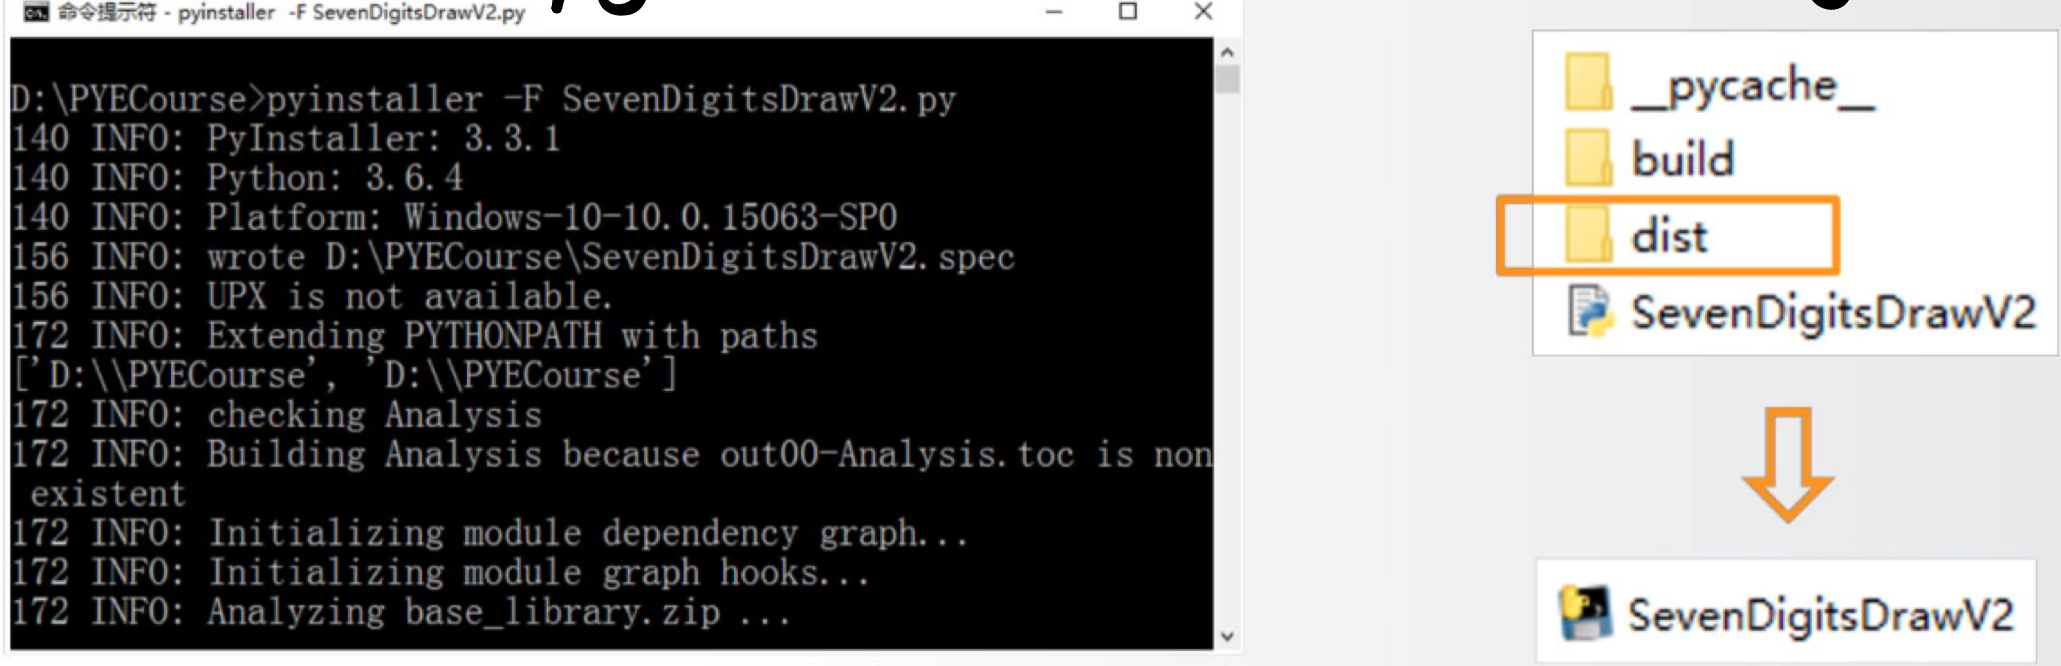 命令提示符 - pyinstaller -F SevenDigitsDrawV2.py
D:\PYECourse>pyinstaller -F SevenDigitsDrawV2.py
140 INFO: PyInstaller: 3.3.1
140 INFO: Python: 3.6.4
140 INFO: Platform: Windows-10-10.0.15063-SP0
156 INFO: wrote D:\PYECourse\SevenDigitsDrawV2.spec
156 INFO: UPX is not available.
172 INFO: Extending PYTHONPATH with paths
['D:\\PYECourse', 'D:\\PYECourse']
172 INFO: checking Analysis
172 INFO: Building Analysis because out00-Analysis.toc is non
existent
172 INFO: Initializing module dependency graph...
172 INFO: Initializing module graph hooks...
172 INFO: Analyzing base_library.zip ...
__pycache__
build
dist
SevenDigitsDrawV2
SevenDigitsDrawV2